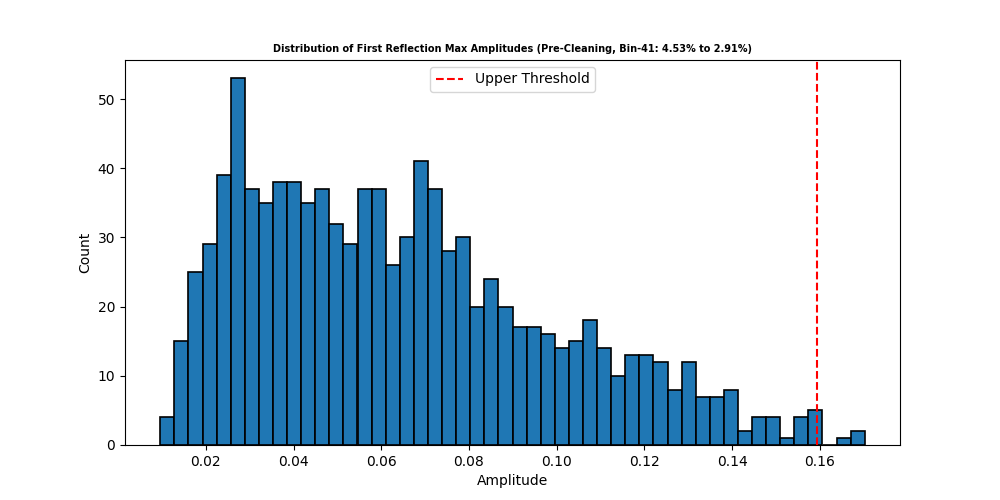 Distribution of First Reflection Max Amplitudes (Pre-Cleaning, Bin-41: 4.53% to 2.91%)
Upper Threshold
50
40
30
20
10
0
Count
0.02 0.04 0.06 0.08 0.10 0.12 0.14 0.16
Amplitude